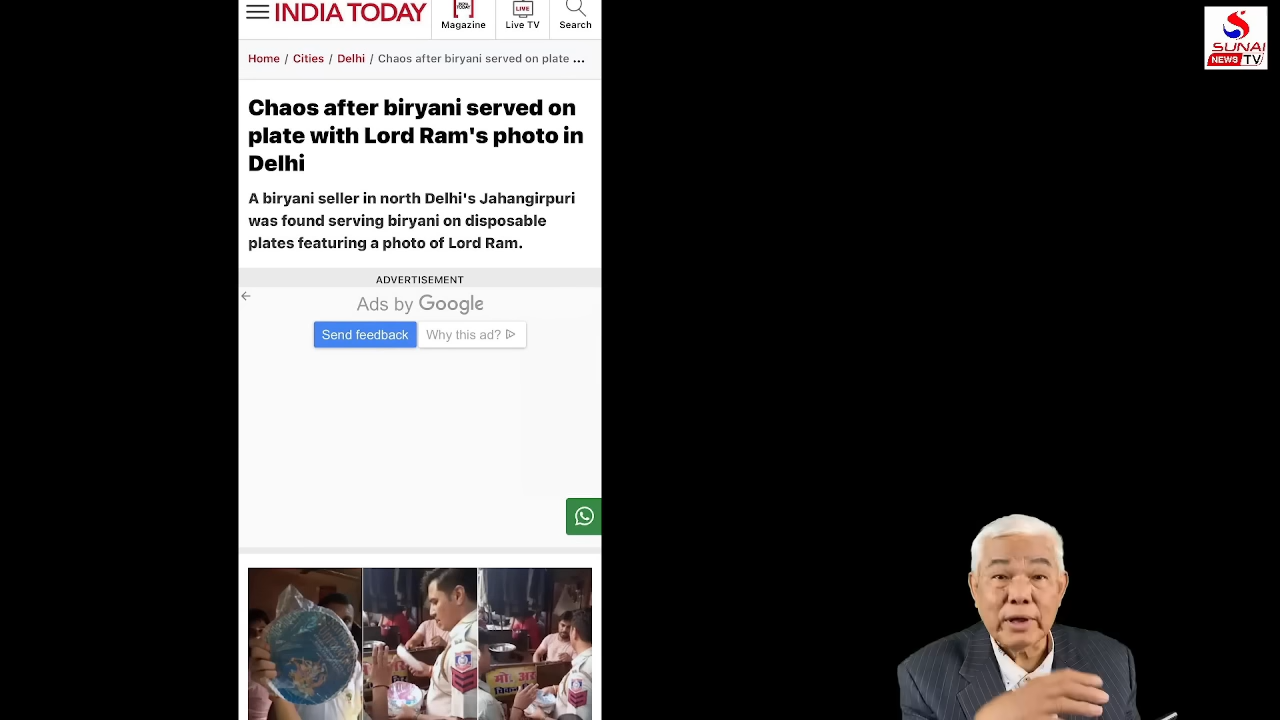 INDIA TODAY
Magazine
Live TV
Search
LIVE
SUNAI
NEWS TV
Home / Cities / Delhi / Chaos after biryani served on plate ...
Chaos after biryani served on
plate with Lord Ram's photo in
Delhi
A biryani seller in north Delhi's Jahangirpuri
was found serving biryani on disposable
plates featuring a photo of Lord Ram.
ADVERTISEMENT
Ads by Google
Send feedback
Why this ad?
मो. अर